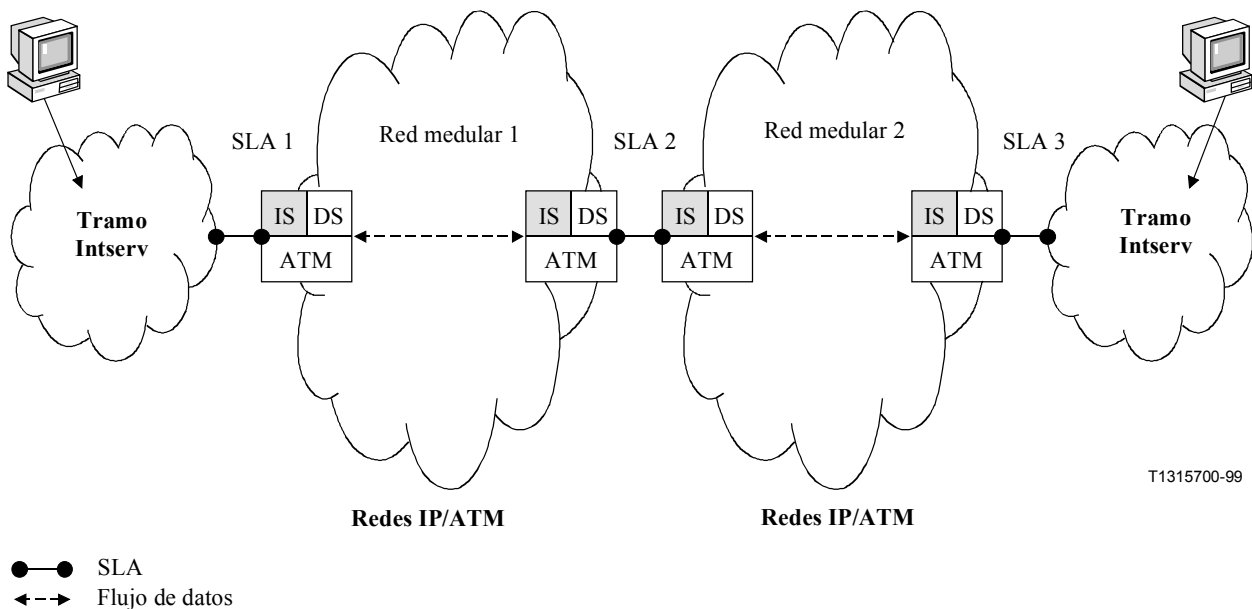 SLA 1
Red medular 1
SLA 2
Red medular 2
SLA 3
Tramo
Intserv
IS DS
ATM
IS DS
ATM
IS DS
ATM
IS DS
ATM
Tramo
Intserv
T1315700-99
Redes IP/ATM
Redes IP/ATM
SLA
Flujo de datos